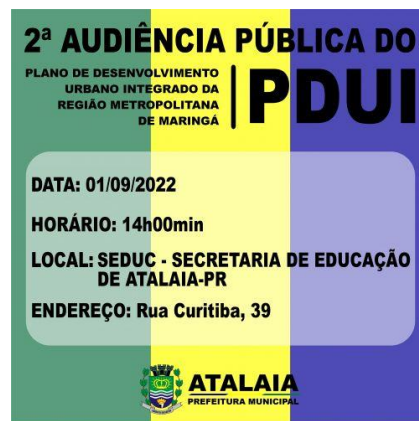 2ª AUDIÊNCIA PÚBLICA DO
PLANO DE DESENVOLVIMENTO
URBANO INTEGRADO DA
REGIÃO METROPOLITANA
DE MARINGÁ
PDUI
DATA: 01/09/2022
HORÁRIO: 14h00min
LOCAL: SEDUC - SECRETARIA DE EDUCAÇÃO
DE ATALAIA-PR
ENDEREÇO: Rua Curitiba, 39
ATALAIA
PREFEITURA MUNICIPAL